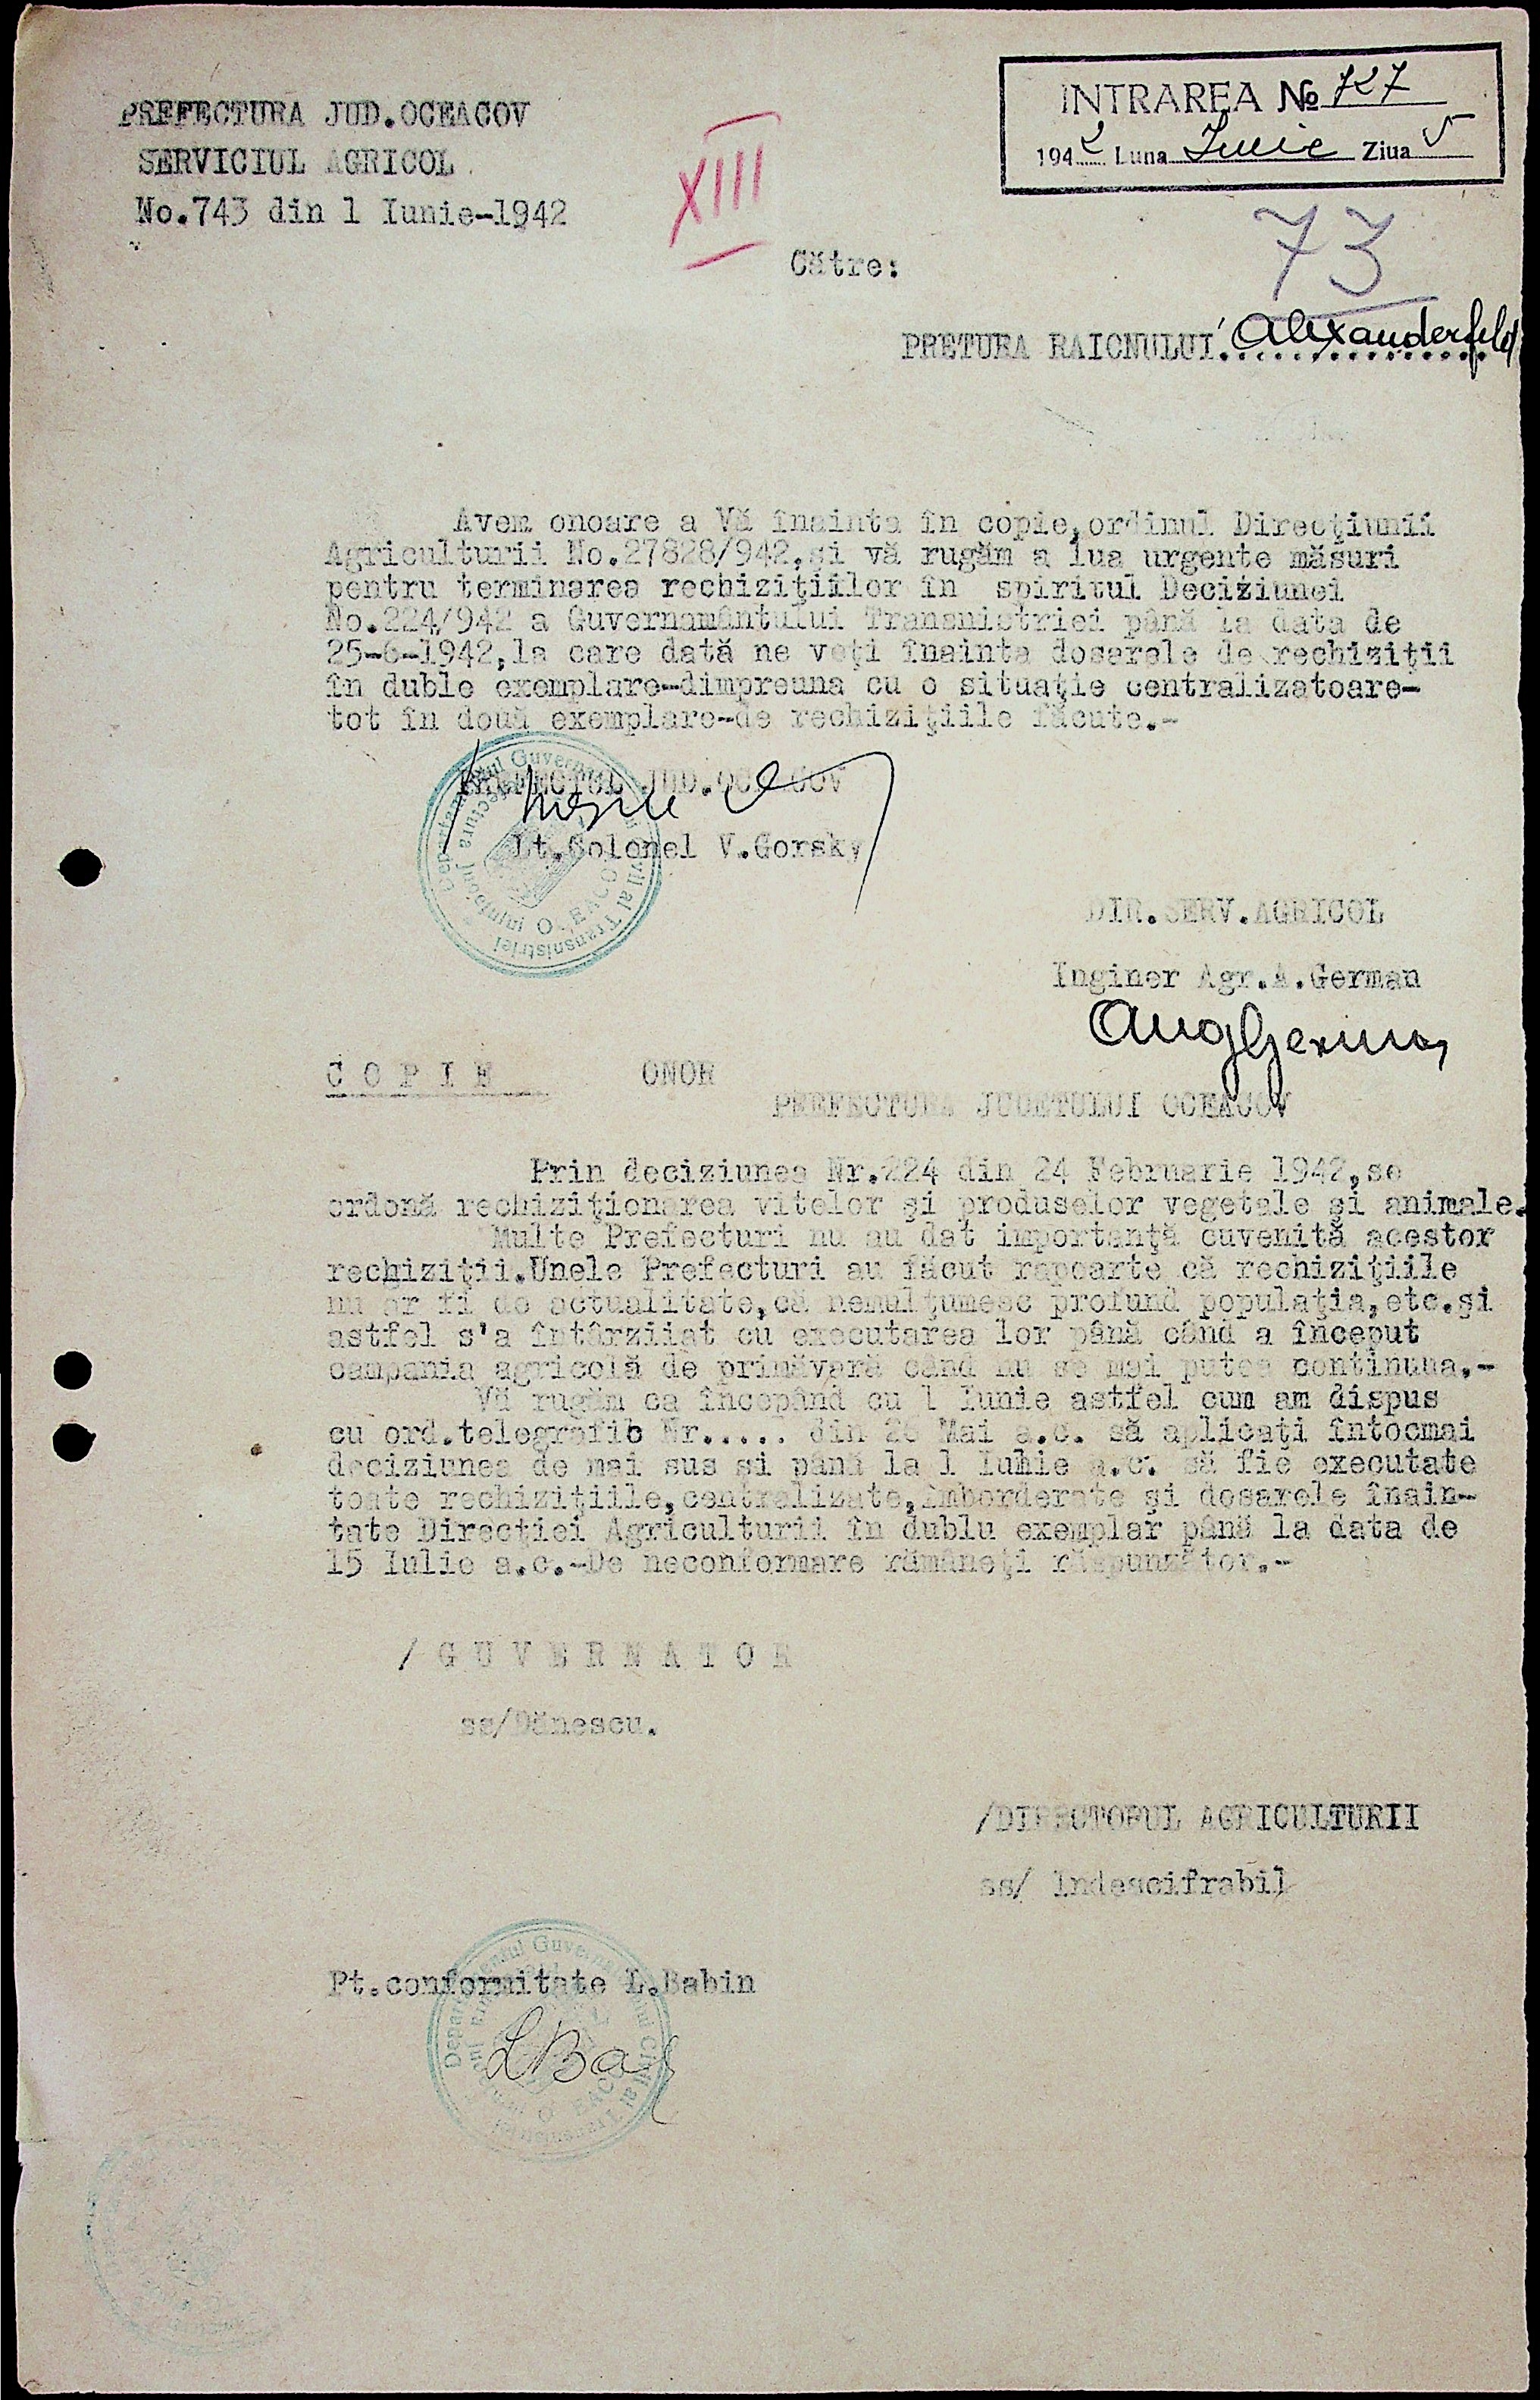 PREFECTURA JUD.OCEACOV
SERVICIUL AGRICOL.
No.743 din 1 Iunie-1942
XIII
INTRAREA № 727
1942 Luna Iunie Ziua 5
73
Către:
PRETURA RAIONULUI Alexanderfeld
Avem onoare a Vă înainta în copie,ordinul Direcţiunii
Agriculturii No.27828/942,şi vă rugăm a lua urgente măsuri
pentru terminarea rechiziţiilor în spiritul Deciziunei
No.224/942 a Guvernamântului Transnistriei până la data de
25-6-1942,la care dată ne veţi înainta dosarele de rechiziţii
în duble exemplare-dimpreuna cu o situaţie centralizatoare-
tot în două exemplare-de rechiziţiile făcute.-
PREFECTUL JUD.OCEACOV
Lt.Colonel V.Gorsky
Departamentul Guvernământul Civil al Transnistriei
Prefectura Judeţului OCEACOV
DIR.SERV.AGRICOL
Inginer Agr.A.German
C O P I E
ONOR
PREFECTURA JUDETULUI OCEACOV
Prin deciziunea Nr.224 din 24 Februarie 1942,se
ordonă rechiziţionarea vitelor şi produselor vegetale şi animale.
Multe Prefecturi nu au dat importanţă cuvenită acestor
rechiziţii.Unele Prefecturi au făcut rapoarte că rechiziţiile
nu ar fi de actualitate,că nemulţumesc profund populaţia,etc.şi
astfel s'a întârziiat cu executarea lor până când a început
campania agricolă de primăvară când nu se mai putea continuua.-
Vă rugăm ca începând cu 1 Iunie astfel cum am dispus
cu ord.telegrafic Nr..... din 26 Mai a.c. să aplicaţi întocmai
deciziunea de mai sus şi până la 1 Iulie a.c. să fie executate
toate rechiziţiile,centralizate,îmborderate şi dosarele înain-
tate Direcţiei Agriculturii în dublu exemplar până la data de
15 Iulie a.c.-De neconformare rămâneţi răspunzător.-
/ G U V E R N A T O R
ss/Dănescu.
/DIRECTORUL AGRICULTURII
ss/ Indescifrabil
Pt.conformitate L.Babin